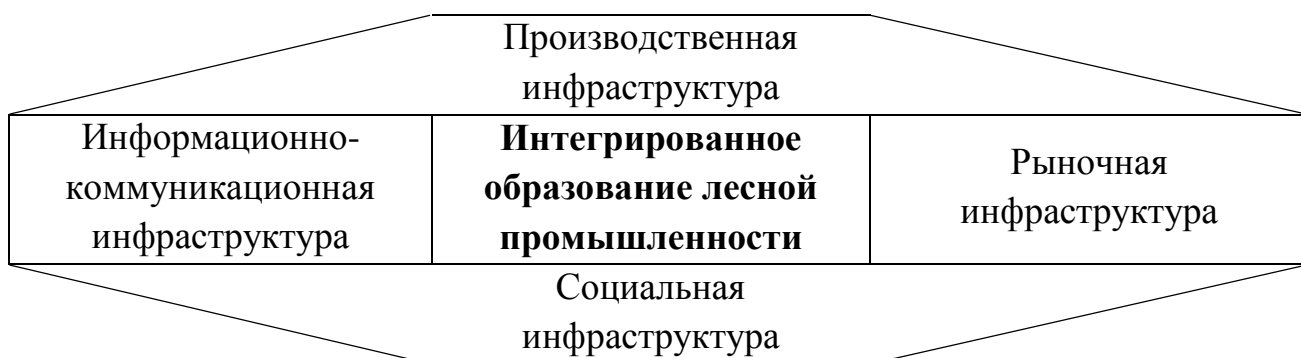 Производственная
инфраструктура
Информационно-
коммуникационная
инфраструктура
Интегрированное
образование лесной
промышленности
Рыночная
инфраструктура
Социальная
инфраструктура